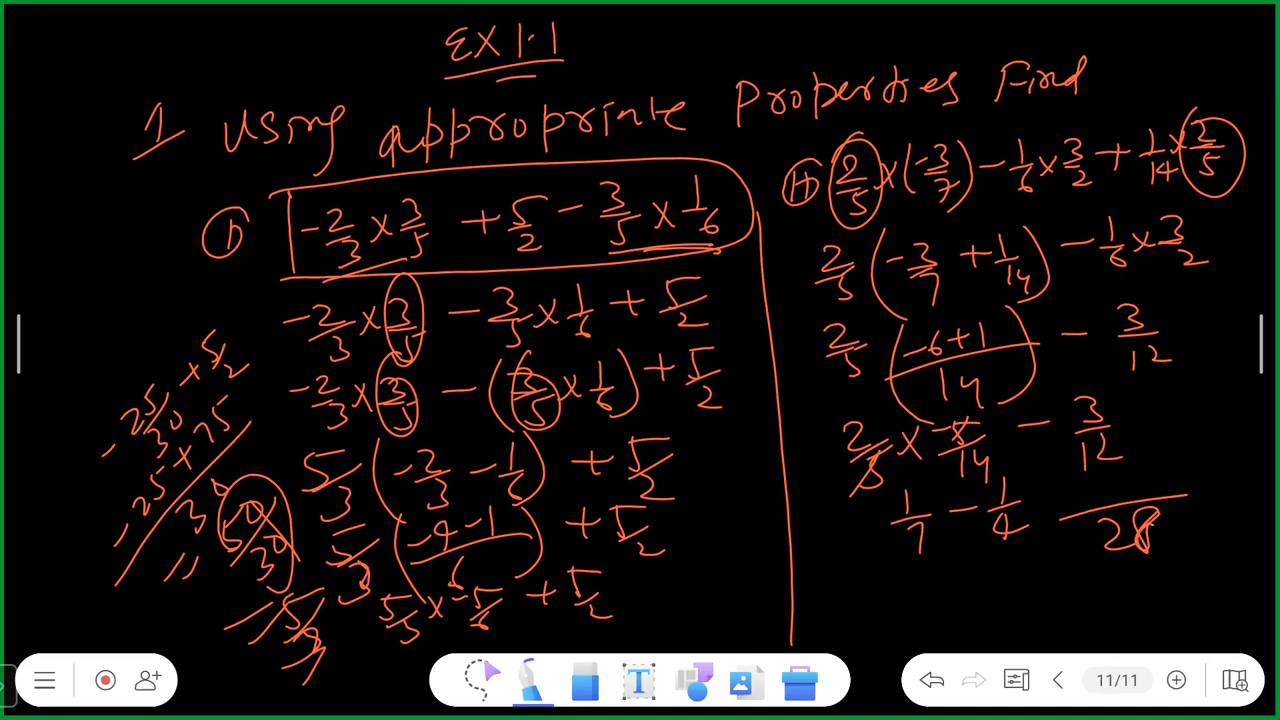 EX 1.1
1 Using appropriate Properties Find
① -2/3 × 3/5 + 5/2 - 3/5 × 1/6
-2/3 × 3/5 - 3/5 × 1/6 + 5/2
-2/3 × 3/5 - (3/5 × 1/6) + 5/2
5/3 (-2/3 - 1/6) + 5/2
5/3 (-4-1/6) + 5/2
5/3 × -5/6 + 5/2
2/5 × (-3/7) - 1/6 × 3/2 + 1/14 × 2/5
2/5 (-3/7 + 1/14) - 1/6 × 3/2
2/5 (-6+1/14) - 3/12
2/5 × -5/14 - 3/12
1/7 - 1/4
28
T
11/11